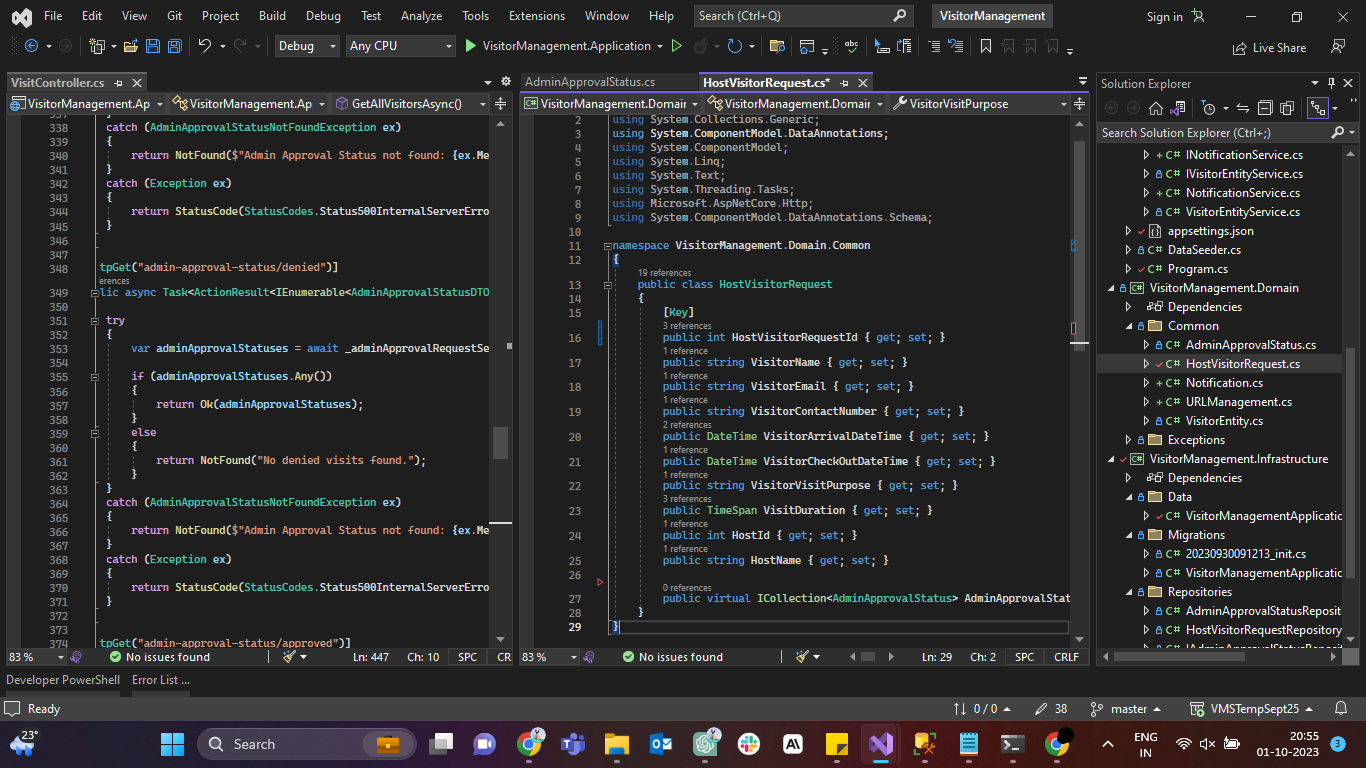 File Edit View Git Project Build Debug Test Analyze Tools Extensions Window Help Search (Ctrl+Q) VisitorManagement Sign in
Debug Any CPU VisitorManagement.Application Live Share
VisitController.cs
VisitorManagement.Ap VisitorManagement.Ap GetAllVisitorsAsync()
337 }
338 catch (AdminApprovalStatusNotFoundException ex)
339 {
340 return NotFound($"Admin Approval Status not found: {ex.Me
341 }
342 catch (Exception ex)
343 {
344 return StatusCode(StatusCodes.Status500InternalServerErro
345 }
346
347
348 tpGet("admin-approval-status/denied")]
erences
349 lic async Task<ActionResult<IEnumerable<AdminApprovalStatusDTO
350
351 try
352 {
353 var adminApprovalStatuses = await _adminApprovalRequestSe
354
355 if (adminApprovalStatuses.Any())
356 {
357 return Ok(adminApprovalStatuses);
358 }
359 else
360 {
361 return NotFound("No denied visits found.");
362 }
363 }
364 catch (AdminApprovalStatusNotFoundException ex)
365 {
366 return NotFound($"Admin Approval Status not found: {ex.Me
367 }
368 catch (Exception ex)
369 {
370 return StatusCode(StatusCodes.Status500InternalServerErro
371 }
372
373
374 tpGet("admin-approval-status/approved")]
83 % No issues found Ln: 447 Ch: 10 SPC CR
AdminApprovalStatus.cs HostVisitorRequest.cs*
VisitorManagement.Domain VisitorManagement.Domain VisitorVisitPurpose
2 using System.Collections.Generic;
3 using System.ComponentModel.DataAnnotations;
4 using System.ComponentModel;
5 using System.Linq;
6 using System.Text;
7 using System.Threading.Tasks;
8 using Microsoft.AspNetCore.Http;
9 using System.ComponentModel.DataAnnotations.Schema;
10
11 namespace VisitorManagement.Domain.Common
12 {
19 references
13 public class HostVisitorRequest
14 {
15 [Key]
3 references
16 public int HostVisitorRequestId { get; set; }
1 reference
17 public string VisitorName { get; set; }
1 reference
18 public string VisitorEmail { get; set; }
1 reference
19 public string VisitorContactNumber { get; set; }
2 references
20 public DateTime VisitorArrivalDateTime { get; set; }
1 reference
21 public DateTime VisitorCheckOutDateTime { get; set; }
1 reference
22 public string VisitorVisitPurpose { get; set; }
3 references
23 public TimeSpan VisitDuration { get; set; }
1 reference
24 public int HostId { get; set; }
1 reference
25 public string HostName { get; set; }
26
0 references
27 public virtual ICollection<AdminApprovalStatus> AdminApprovalStat
28 }
29 }
83 % No issues found Ln: 29 Ch: 2 SPC CRLF
Solution Explorer
Search Solution Explorer (Ctrl+;)
C# INotificationService.cs
C# IVisitorEntityService.cs
C# NotificationService.cs
C# VisitorEntityService.cs
appsettings.json
C# DataSeeder.cs
C# Program.cs
C# VisitorManagement.Domain
Dependencies
Common
C# AdminApprovalStatus.cs
C# HostVisitorRequest.cs
C# Notification.cs
C# URLManagement.cs
C# VisitorEntity.cs
Exceptions
C# VisitorManagement.Infrastructure
Dependencies
Data
C# VisitorManagementApplicatio
Migrations
C# 20230930091213_init.cs
C# VisitorManagementApplicatio
Repositories
C# AdminApprovalStatusReposit
C# HostVisitorRequestRepository
Developer PowerShell Error List ...
Ready 0 / 0 38 master VMSTempSept25
23° Search ENG IN 20:55 01-10-2023 3